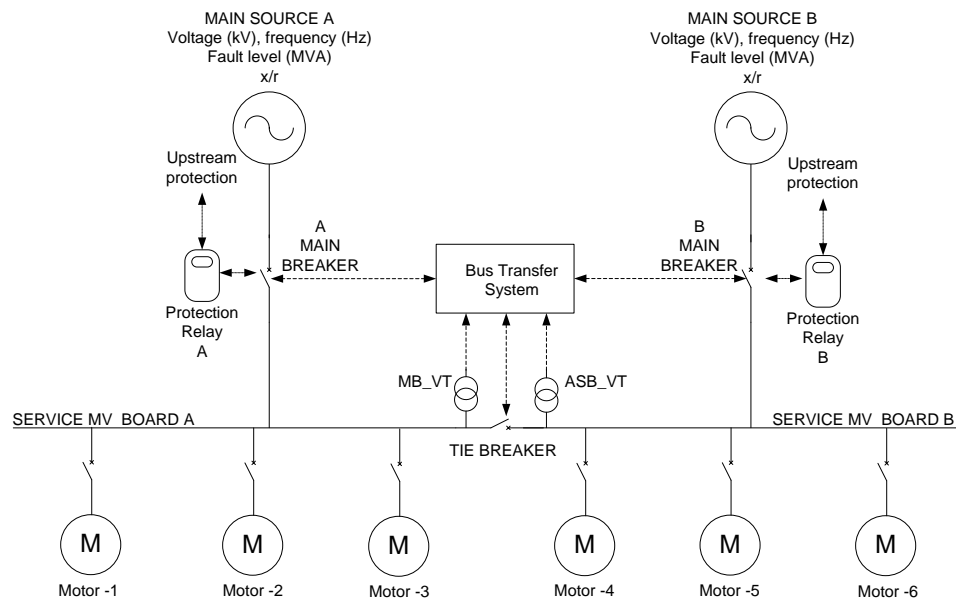 MAIN SOURCE A
Voltage (kV), frequency (Hz)
Fault level (MVA)
x/r
MAIN SOURCE B
Voltage (kV), frequency (Hz)
Fault level (MVA)
x/r
Upstream
protection
A
MAIN
BREAKER
Bus Transfer
System
B
MAIN
BREAKER
Upstream
protection
Protection
Relay
A
Protection
Relay
B
MB_VT
ASB_VT
SERVICE MV BOARD A
TIE BREAKER
SERVICE MV BOARD B
M
M
M
M
M
M
Motor -1
Motor -2
Motor -3
Motor -4
Motor -5
Motor -6